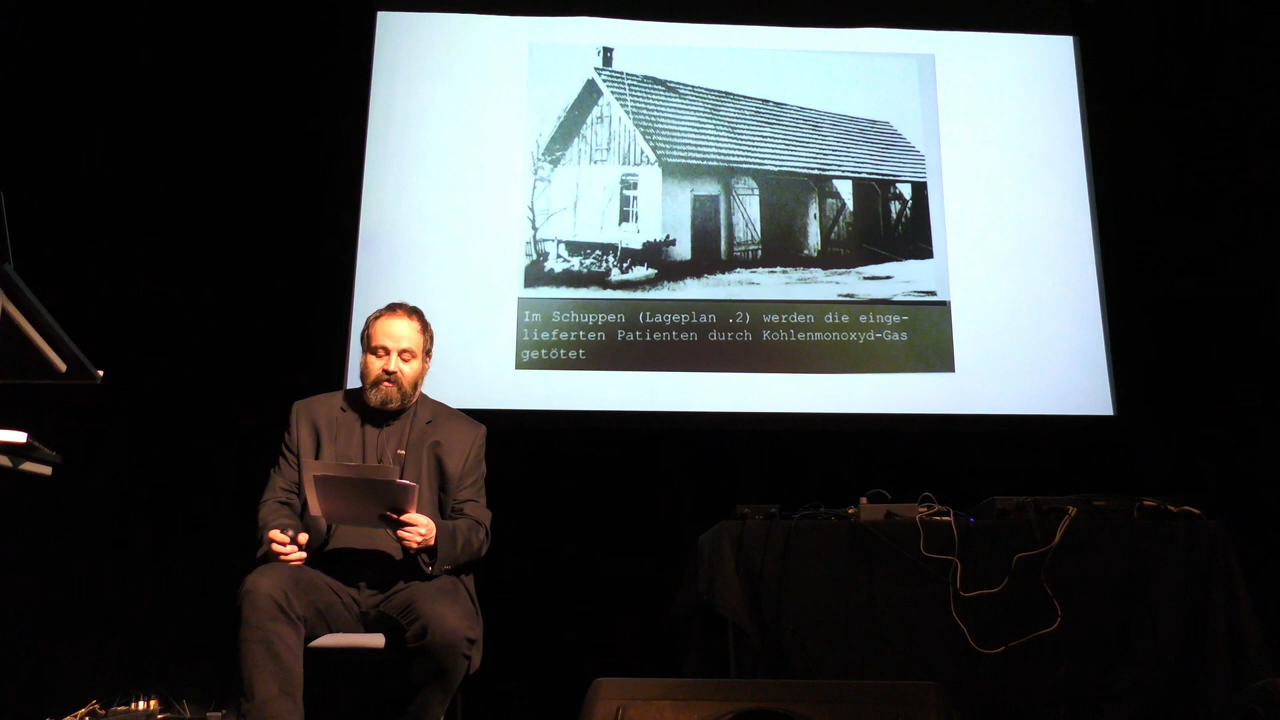 Im Schuppen (Lageplan .2) werden die einge-
lieferten Patienten durch Kohlenmonoxyd-Gas
getötet